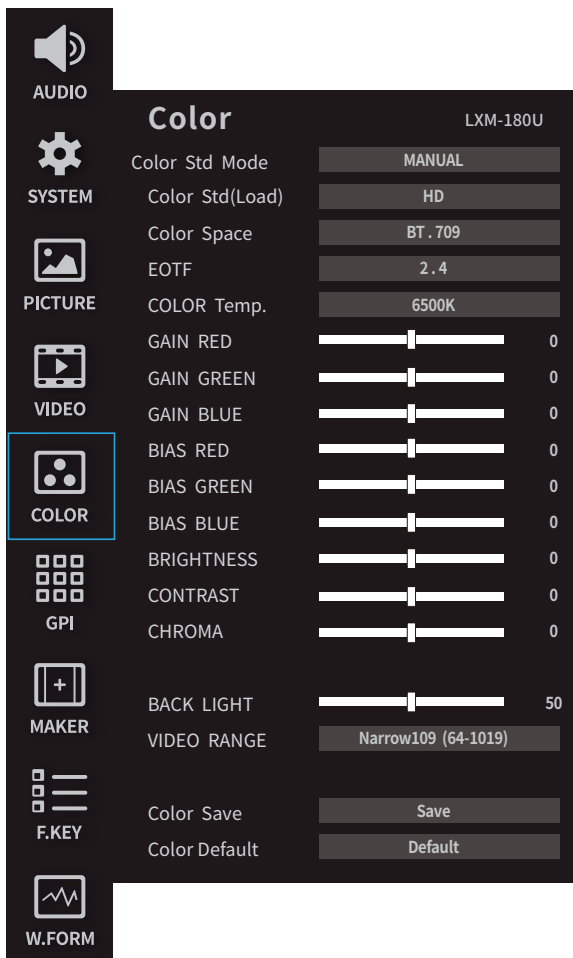 AUDIO
SYSTEM
PICTURE
VIDEO
COLOR
GPI
MAKER
F.KEY
W.FORM
Color LXM-180U
Color Std Mode MANUAL
Color Std(Load) HD
Color Space BT.709
EOTF 2.4
COLOR Temp. 6500K
GAIN RED 0
GAIN GREEN 0
GAIN BLUE 0
BIAS RED 0
BIAS GREEN 0
BIAS BLUE 0
BRIGHTNESS 0
CONTRAST 0
CHROMA 0
BACK LIGHT 50
VIDEO RANGE Narrow109 (64-1019)
Color Save Save
Color Default Default